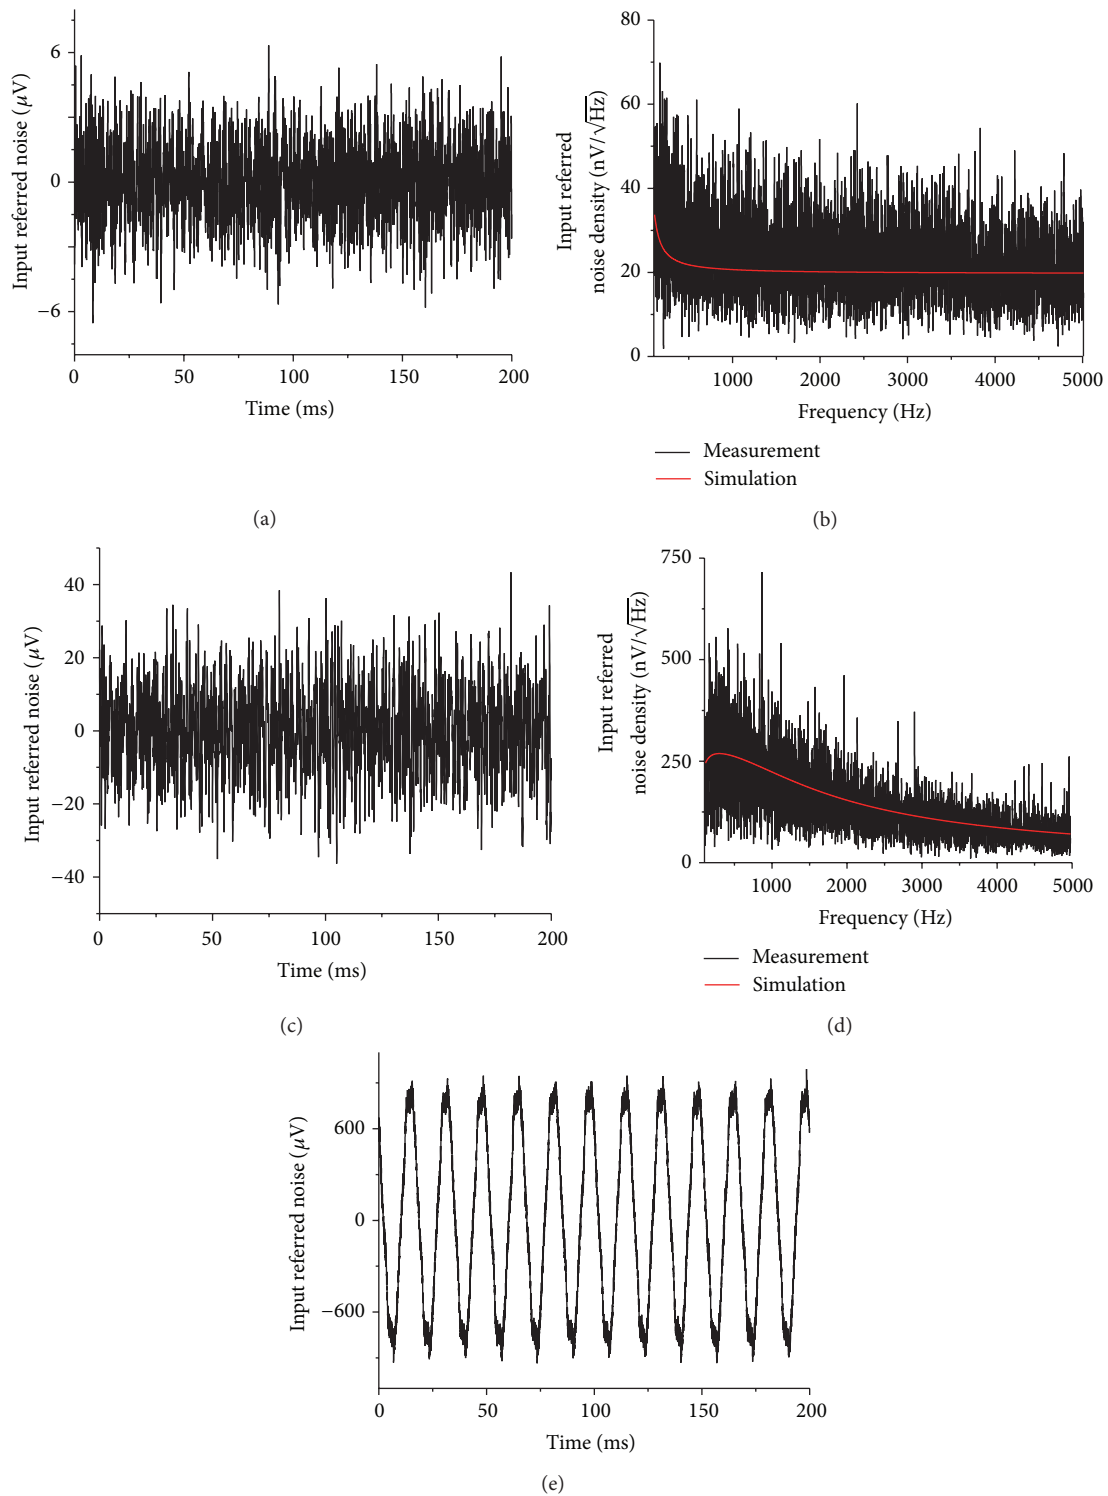 Input referred noise (μV)
6
0
−6
0
50
100
150
200
Time (ms)
(a)
Input referred
noise density (nV/√Hz)
80
60
40
20
0
1000
2000
3000
4000
5000
Frequency (Hz)
Measurement
Simulation
(b)
Input referred noise (μV)
40
20
0
−20
−40
0
50
100
150
200
Time (ms)
(c)
Input referred
noise density (nV/√Hz)
750
500
250
0
1000
2000
3000
4000
5000
Frequency (Hz)
Measurement
Simulation
(d)
Input referred noise (μV)
600
0
−600
0
50
100
150
200
Time (ms)
(e)